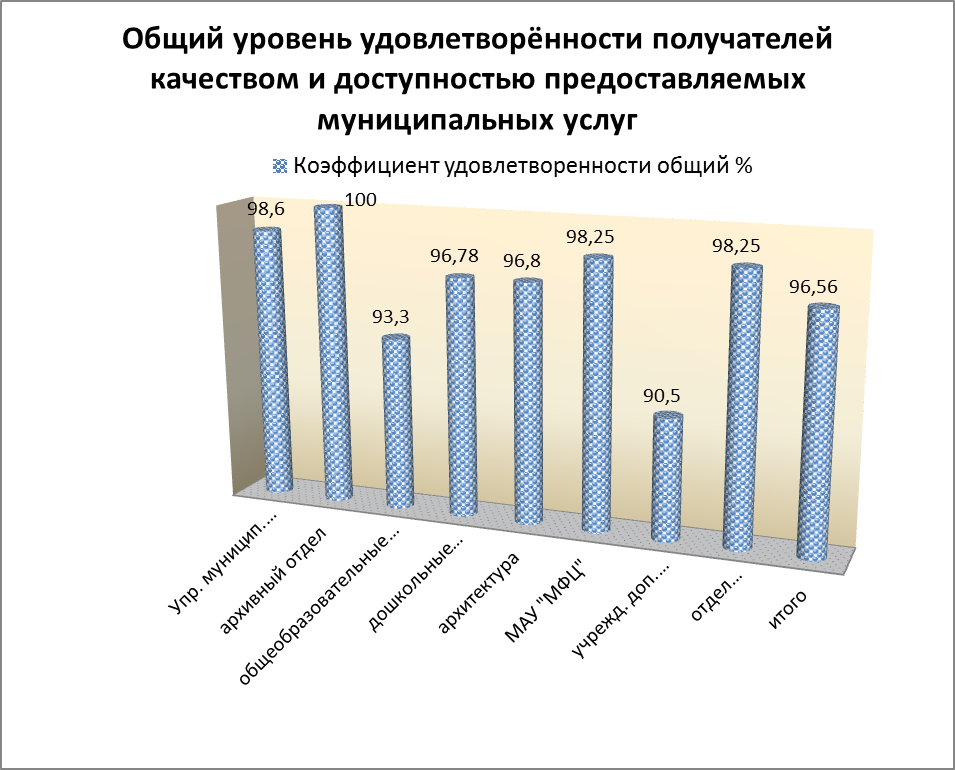 Общий уровень удовлетворённости получателей
качеством и доступностью предоставляемых
муниципальных услуг
Коэффициент удовлетворенности общий %
98,6
100
93,3
96,78
96,8
98,25
90,5
98,25
96,56
Упр. муницип....
архивный отдел
общеобразовательные...
дошкольные...
архитектура
МАУ "МФЦ"
учрежд. доп....
отдел...
итого